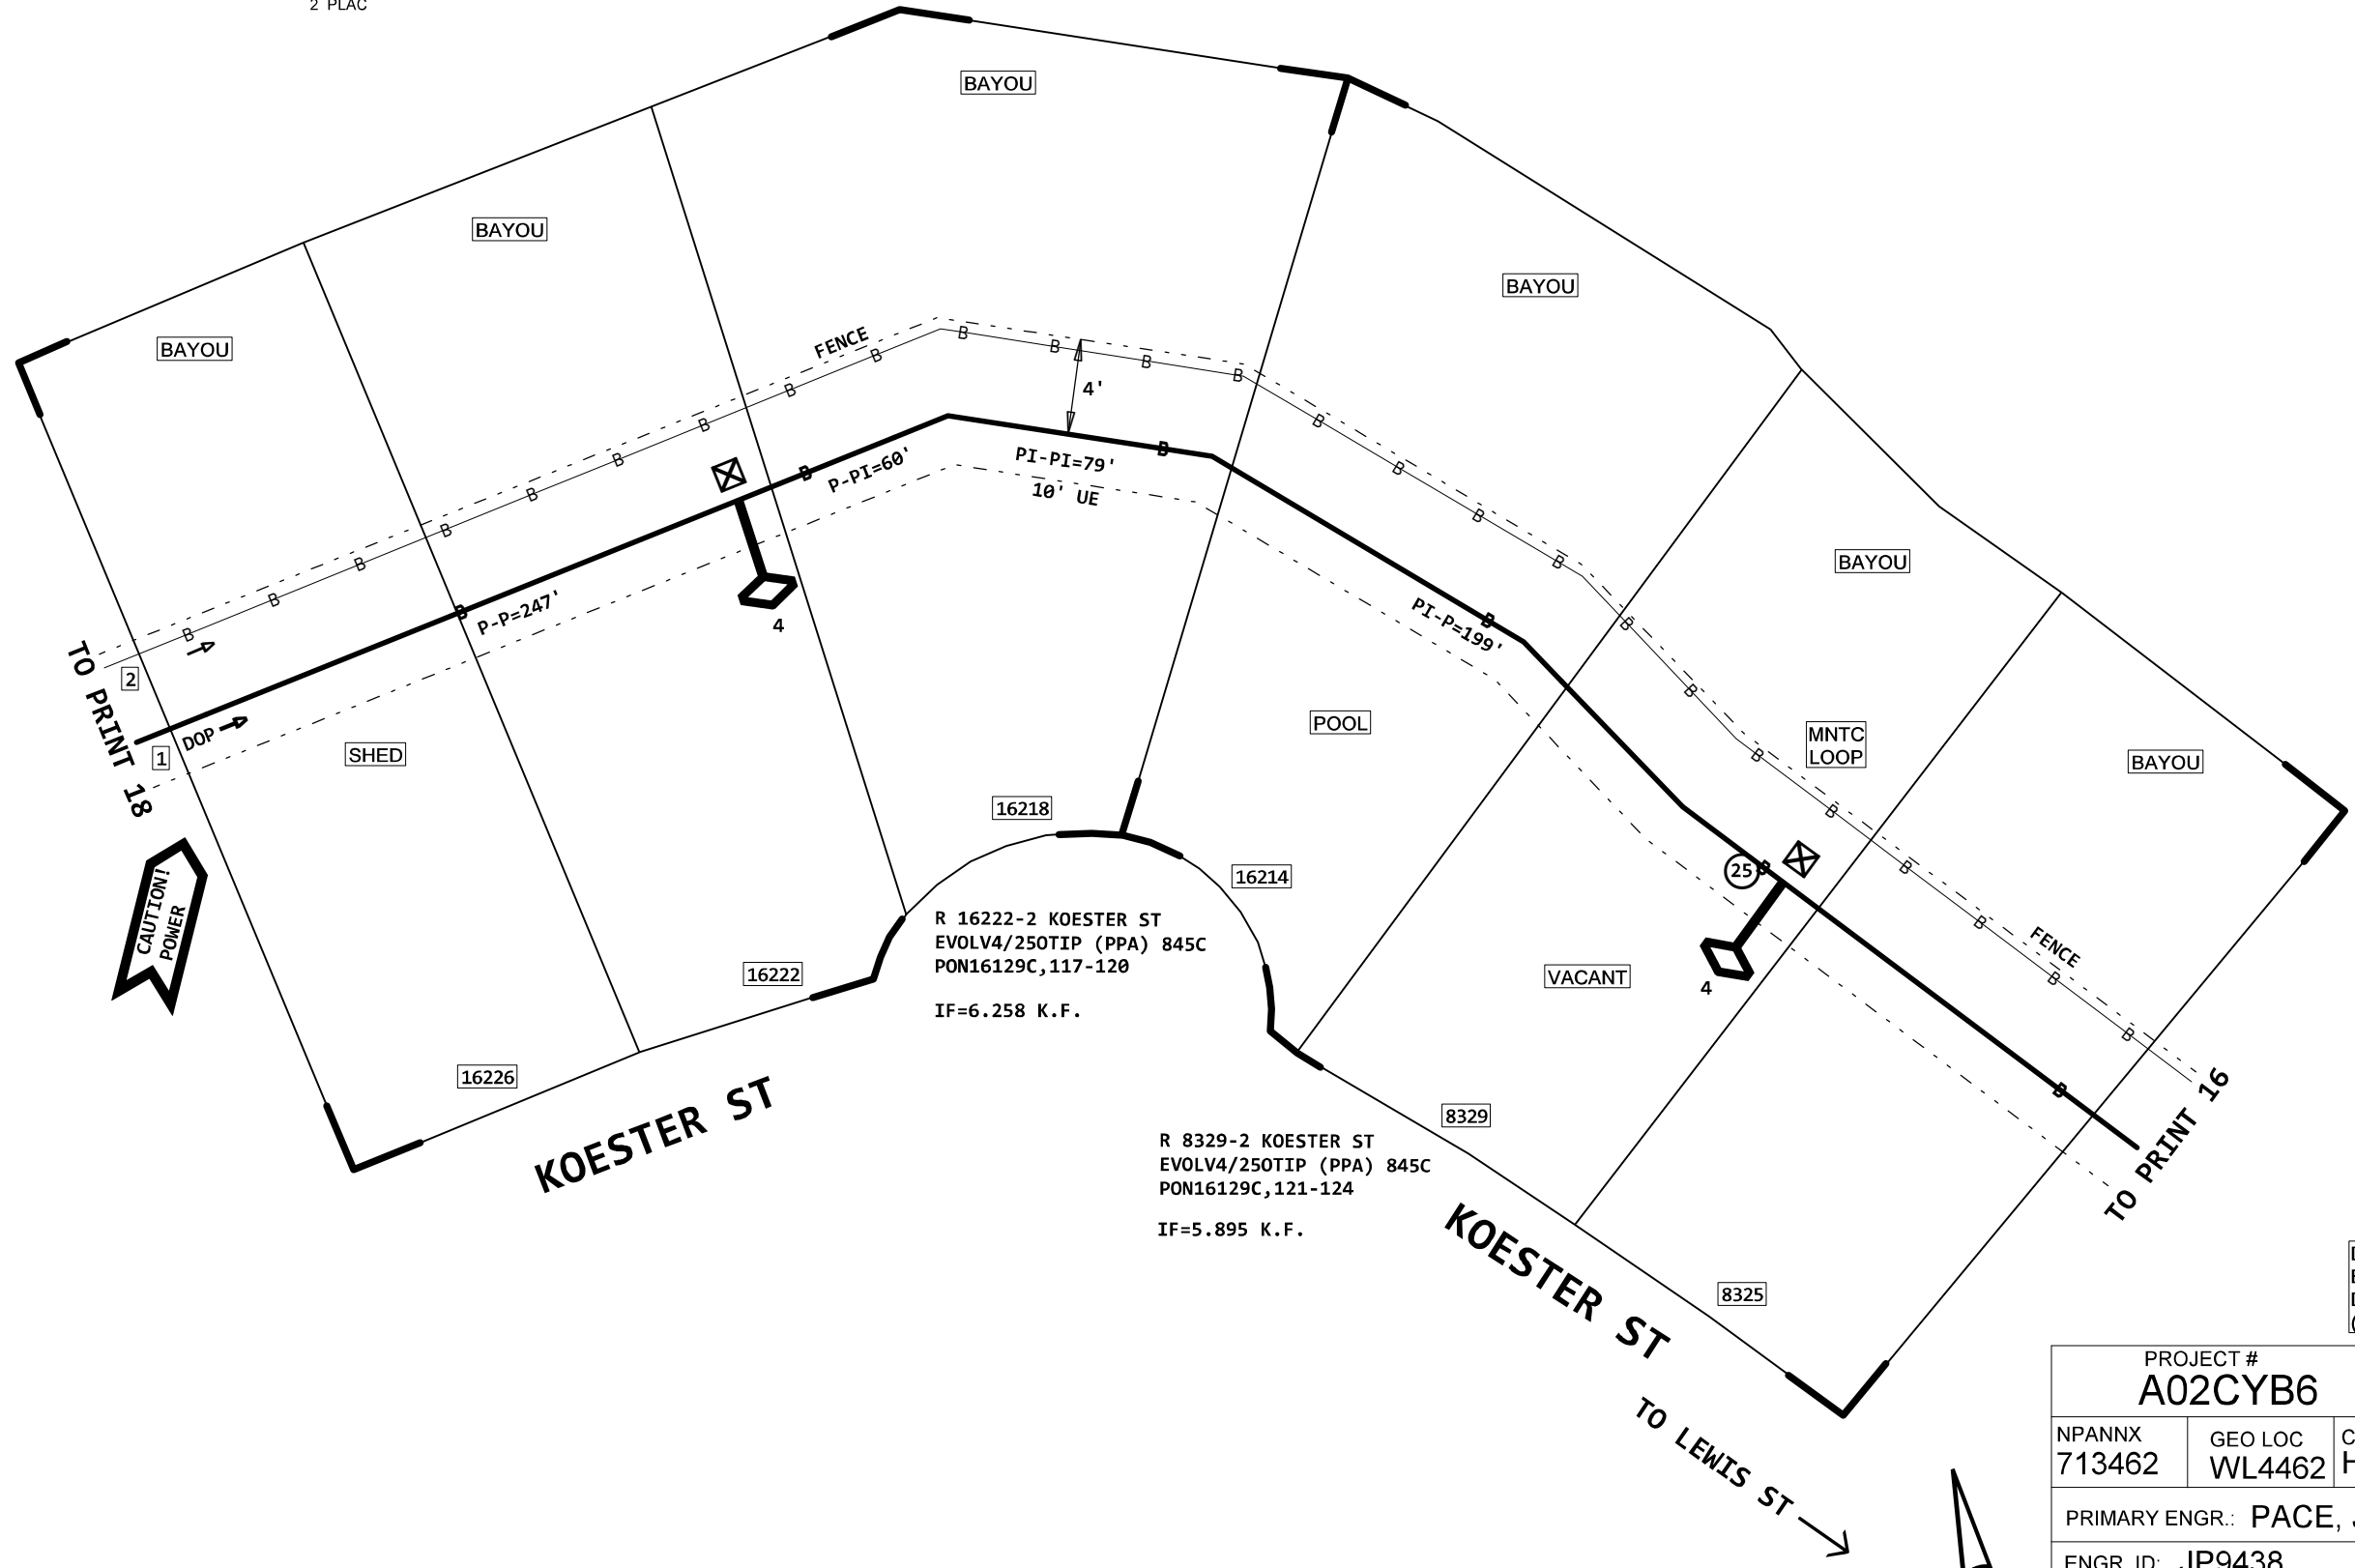 2 PLAC
BAYOU
BAYOU
BAYOU
BAYOU
BAYOU
BAYOU
FENCE
B B B B B B B B B B B B B B B B B B B B B B B B
4'
P-PI=60'
PI-PI=79'
10' UE
P-P=247'
PI-P=199'
4
4
4
2
1
DOP
4
TO PRINT 18
SHED
POOL
MNTC
LOOP
CAUTION!
POWER
16218
16214
25
FENCE
VACANT
R 16222-2 KOESTER ST
EVOLV4/250TIP (PPA) 845C
PON16129C,117-120
IF=6.258 K.F.
16222
16226
KOESTER ST
8329
R 8329-2 KOESTER ST
EVOLV4/250TIP (PPA) 845C
PON16129C,121-124
IF=5.895 K.F.
KOESTER ST
TO PRINT 16
8325
TO LEWIS ST
PROJECT #
A02CYB6
NPANNX
713462
GEO LOC
WL4462
PRIMARY ENGR.: PACE,
ENGR. ID: JP9438